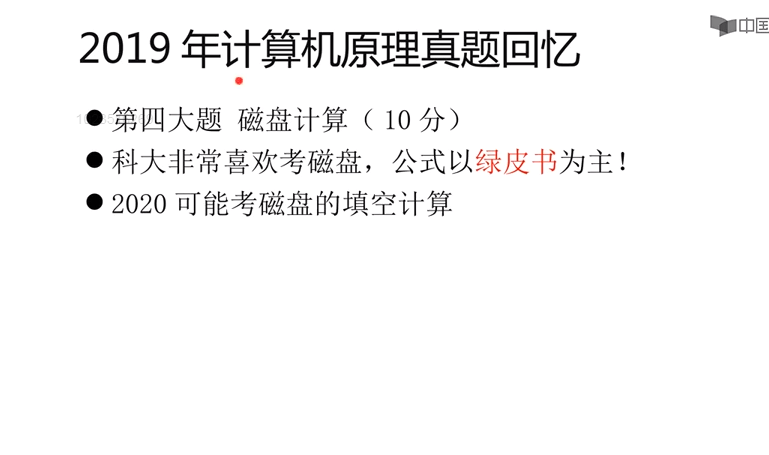 中国
2019 年计算机原理真题回忆
● 第四大题 磁盘计算（ 10 分）
● 科大非常喜欢考磁盘，公式以绿皮书为主！
● 2020 可能考磁盘的填空计算